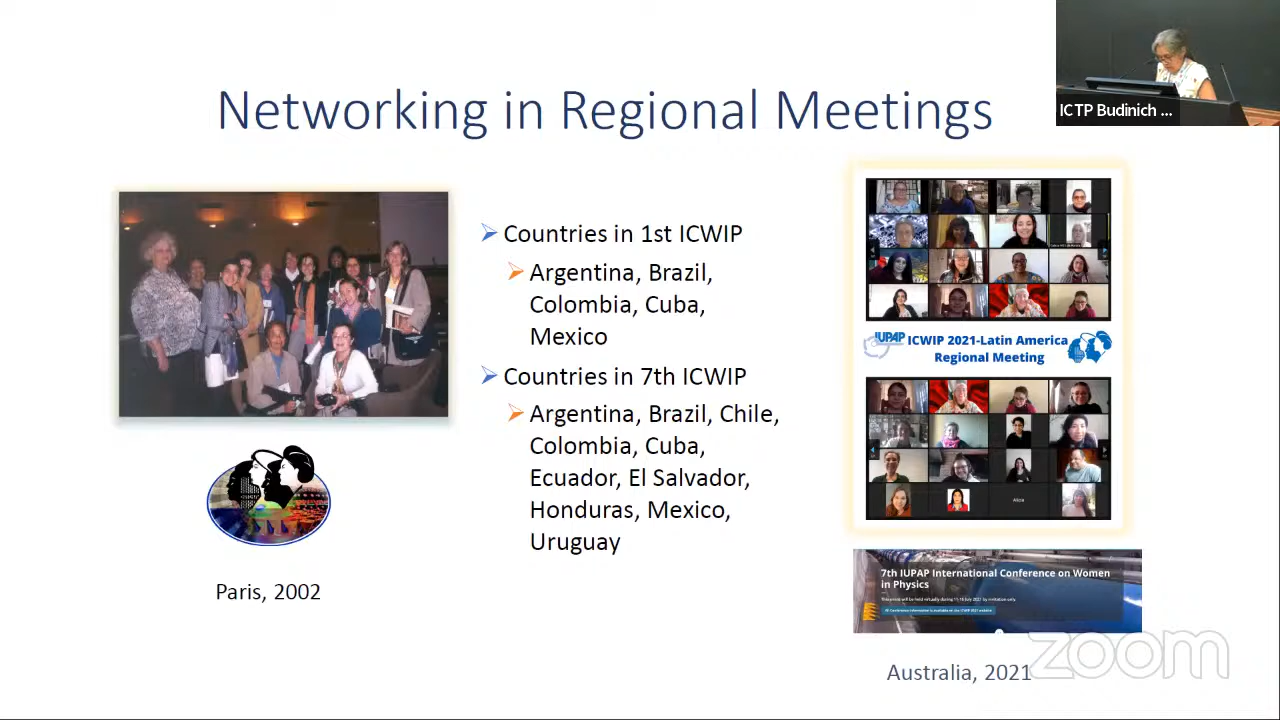 Networking in Regional Meetings
ICTP Budinich ...
Countries in 1st ICWIP
Argentina, Brazil,
Colombia, Cuba,
Mexico
Countries in 7th ICWIP
Argentina, Brazil, Chile,
Colombia, Cuba,
Ecuador, El Salvador,
Honduras, Mexico,
Uruguay
Paris, 2002
IUPAP ICWIP 2021-Latin America
Regional Meeting
Alicia
7th IUPAP International Conference on Women
in Physics
Australia, 2021
zoom